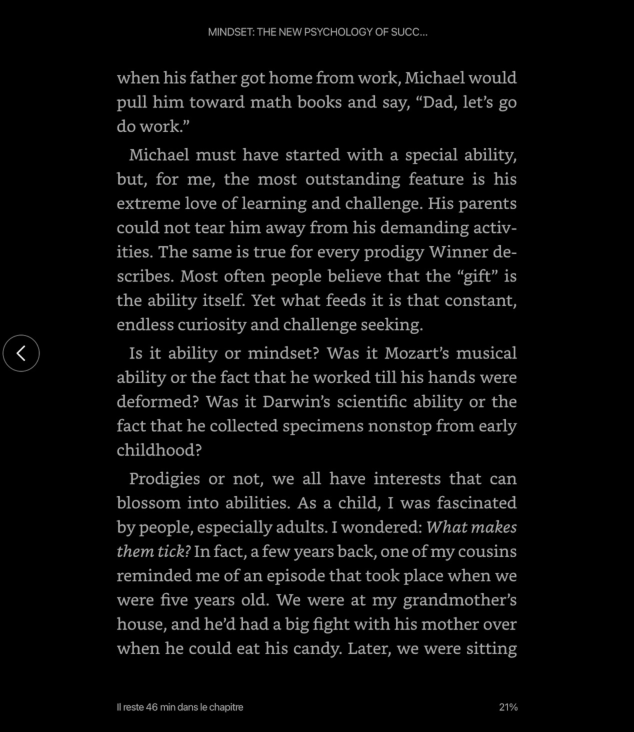 MINDSET: THE NEW PSYCHOLOGY OF SUCC...
when his father got home from work, Michael would
pull him toward math books and say, “Dad, let’s go
do work.”
Michael must have started with a special ability,
but, for me, the most outstanding feature is his
extreme love of learning and challenge. His parents
could not tear him away from his demanding activ-
ities. The same is true for every prodigy Winner de-
scribes. Most often people believe that the “gift” is
the ability itself. Yet what feeds it is that constant,
endless curiosity and challenge seeking.
Is it ability or mindset? Was it Mozart’s musical
ability or the fact that he worked till his hands were
deformed? Was it Darwin’s scientific ability or the
fact that he collected specimens nonstop from early
childhood?
Prodigies or not, we all have interests that can
blossom into abilities. As a child, I was fascinated
by people, especially adults. I wondered: What makes
them tick? In fact, a few years back, one of my cousins
reminded me of an episode that took place when we
were five years old. We were at my grandmother’s
house, and he’d had a big fight with his mother over
when he could eat his candy. Later, we were sitting
Il reste 46 min dans le chapitre
21%